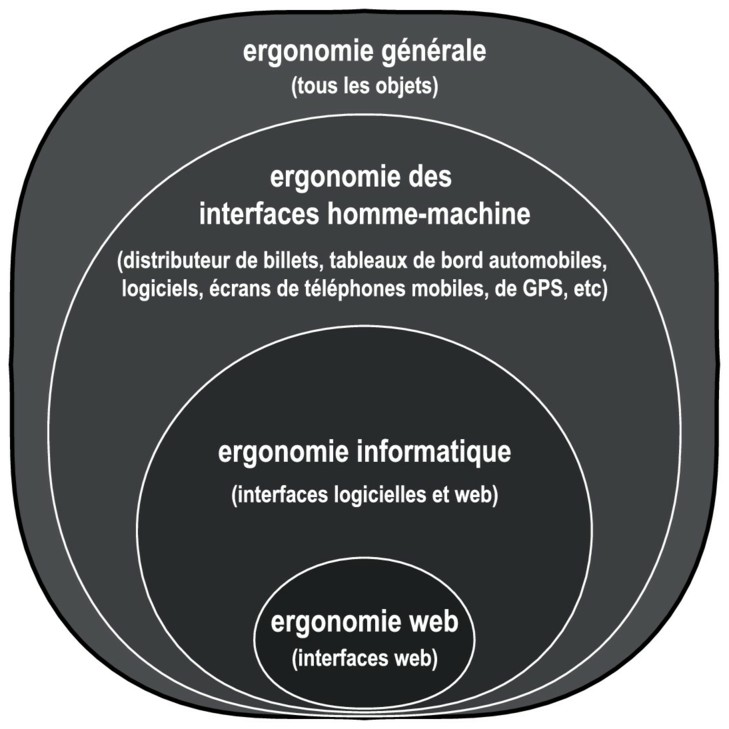 ergonomie générale
(tous les objets)
ergonomie des
interfaces homme-machine
(distributeur de billets, tableaux de bord automobiles,
logiciels, écrans de téléphones mobiles, de GPS, etc)
ergonomie informatique
(interfaces logicielles et web)
ergonomie web
(interfaces web)